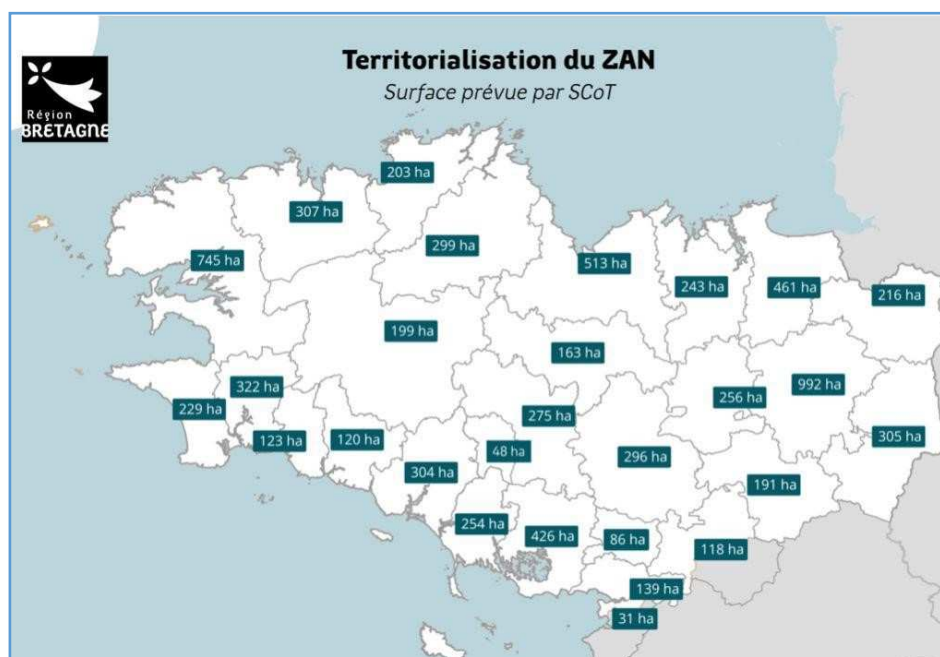 Territorialisation du ZAN
Surface prévue par SCoT
Région
BRETAGNE
203 ha
307 ha
299 ha
745 ha
513 ha
243 ha
461 ha
216 ha
199 ha
163 ha
322 ha
992 ha
256 ha
229 ha
275 ha
123 ha
120 ha
48 ha
305 ha
296 ha
304 ha
191 ha
254 ha
426 ha
86 ha
118 ha
139 ha
31 ha